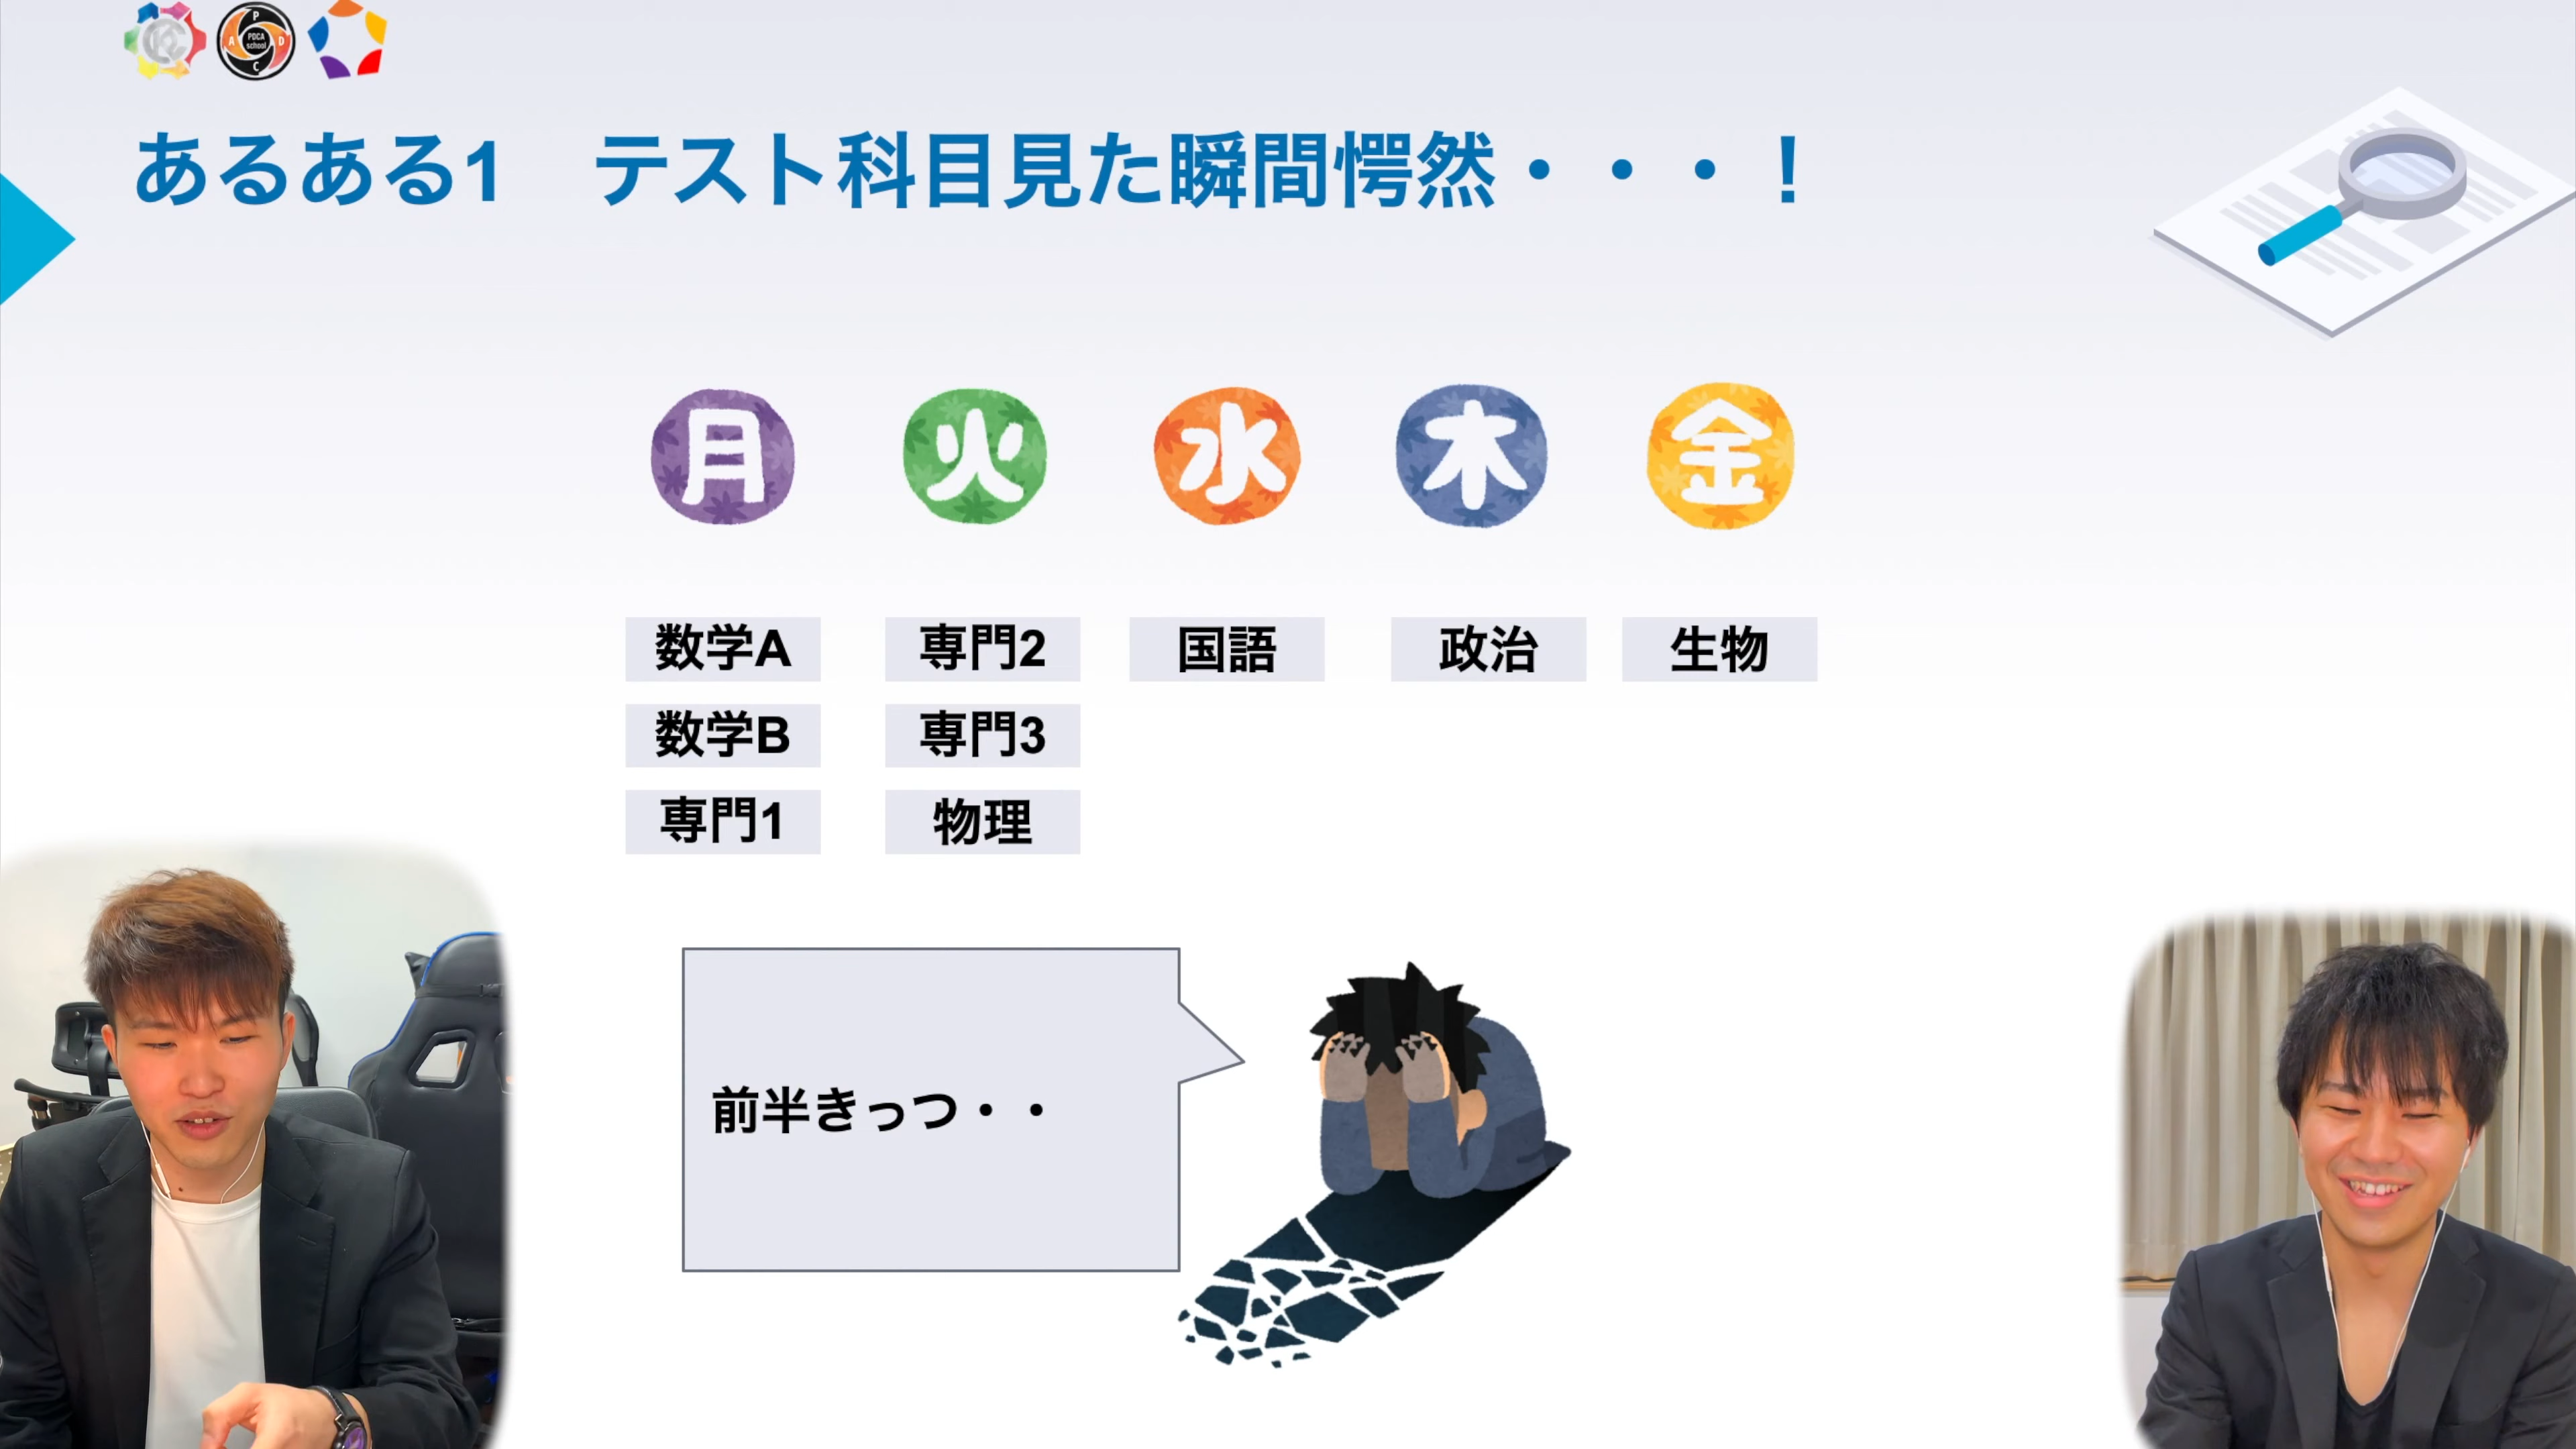 P
A
PDCA
school
D
C
あるある1　テスト科目見た瞬間愕然・・・！
月 火 水 木 金
数学A 専門2 国語 政治 生物
数学B 専門3
専門1 物理
前半きっつ・・